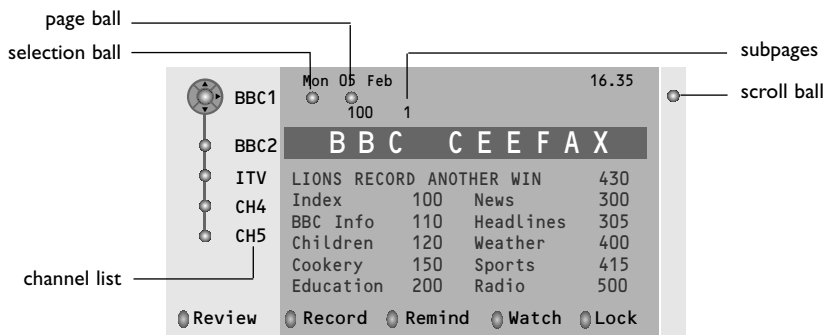 page ball
selection ball
subpages
scroll ball
channel list
Mon 05 Feb 16.35
100 1
BBC1
BBC2
ITV
CH4
CH5
BBC CEEFAX
LIONS RECORD ANOTHER WIN 430
Index 100 News 300
BBC Info 110 Headlines 305
Children 120 Weather 400
Cookery 150 Sports 415
Education 200 Radio 500
Review Record Remind Watch Lock